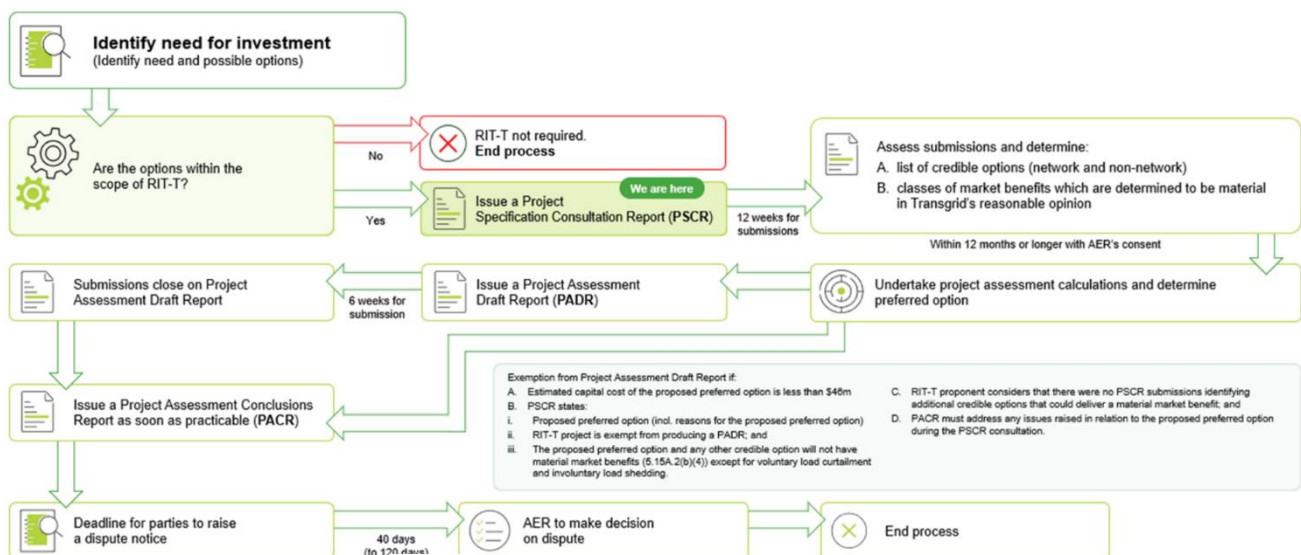 Identify need for investment
(Identify need and possible options)
Are the options within the
scope of RIT-T?
No
Yes
RIT-T not required.
End process
We are here
Issue a Project
Specification Consultation Report (PSCR)
12 weeks for
submissions
Assess submissions and determine:
A. list of credible options (network and non-network)
B. classes of market benefits which are determined to be material
in Transgrid's reasonable opinion
Within 12 months or longer with AER's consent
Undertake project assessment calculations and determine
preferred option
Issue a Project Assessment
Draft Report (PADR)
6 weeks for
submission
Submissions close on Project
Assessment Draft Report
Issue a Project Assessment Conclusions
Report as soon as practicable (PACR)
Exemption from Project Assessment Draft Report if:
A. Estimated capital cost of the proposed preferred option is less than $46m
B. PSCR states:
i. Proposed preferred option (incl. reasons for the proposed preferred option)
ii. RIT-T project is exempt from producing a PADR; and
iii. The proposed preferred option and any other credible option will not have
material market benefits (5.15A.2(b)(4)) except for voluntary load curtailment
and involuntary load shedding.
C. RIT-T proponent considers that there were no PSCR submissions identifying
additional credible options that could deliver a material market benefit; and
D. PACR must address any issues raised in relation to the proposed preferred option
during the PSCR consultation.
Deadline for parties to raise
a dispute notice
40 days
(to 120 days)
AER to make decision
on dispute
End process